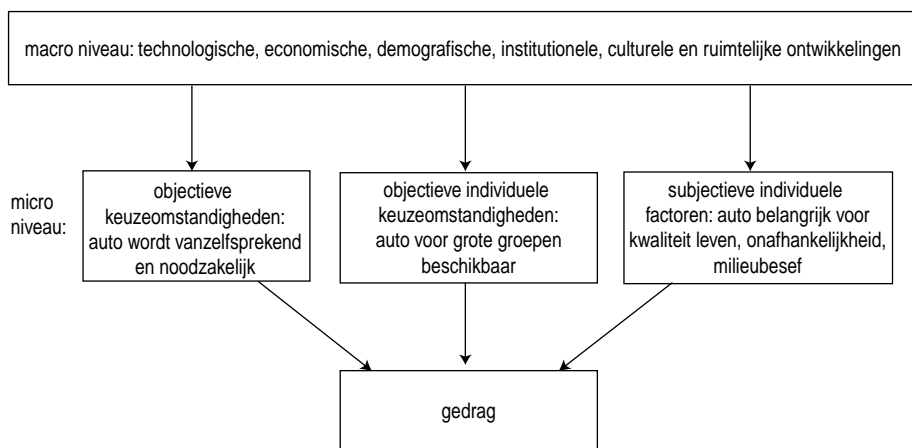 macro niveau: technologische, economische, demografische, institutionele, culturele en ruimtelijke ontwikkelingen
micro
niveau:
objectieve
keuzeomstandigheden:
auto wordt vanzelfsprekend
en noodzakelijk
objectieve individuele
keuzeomstandigheden:
auto voor grote groepen
beschikbaar
subjectieve individuele
factoren: auto belangrijk voor
kwaliteit leven, onafhankelijkheid,
milieubesef
gedrag